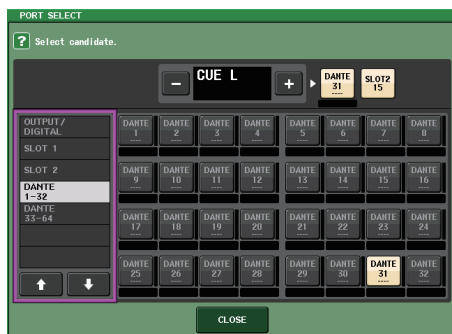 PORT SELECT
? Select candidate.
− CUE L + DANTE 31 ---- SLOT2 15
OUTPUT/
DIGITAL
SLOT 1
SLOT 2
DANTE
1-32
DANTE
33-64
DANTE 1 ---- DANTE 2 ---- DANTE 3 ---- DANTE 4 ---- DANTE 5 ---- DANTE 6 ---- DANTE 7 ---- DANTE 8 ----
DANTE 9 ---- DANTE 10 ---- DANTE 11 ---- DANTE 12 ---- DANTE 13 ---- DANTE 14 ---- DANTE 15 ---- DANTE 16 ----
DANTE 17 ---- DANTE 18 ---- DANTE 19 ---- DANTE 20 ---- DANTE 21 ---- DANTE 22 ---- DANTE 23 ---- DANTE 24 ----
DANTE 25 ---- DANTE 26 ---- DANTE 27 ---- DANTE 28 ---- DANTE 29 ---- DANTE 30 ---- DANTE 31 ---- DANTE 32 ----
CLOSE